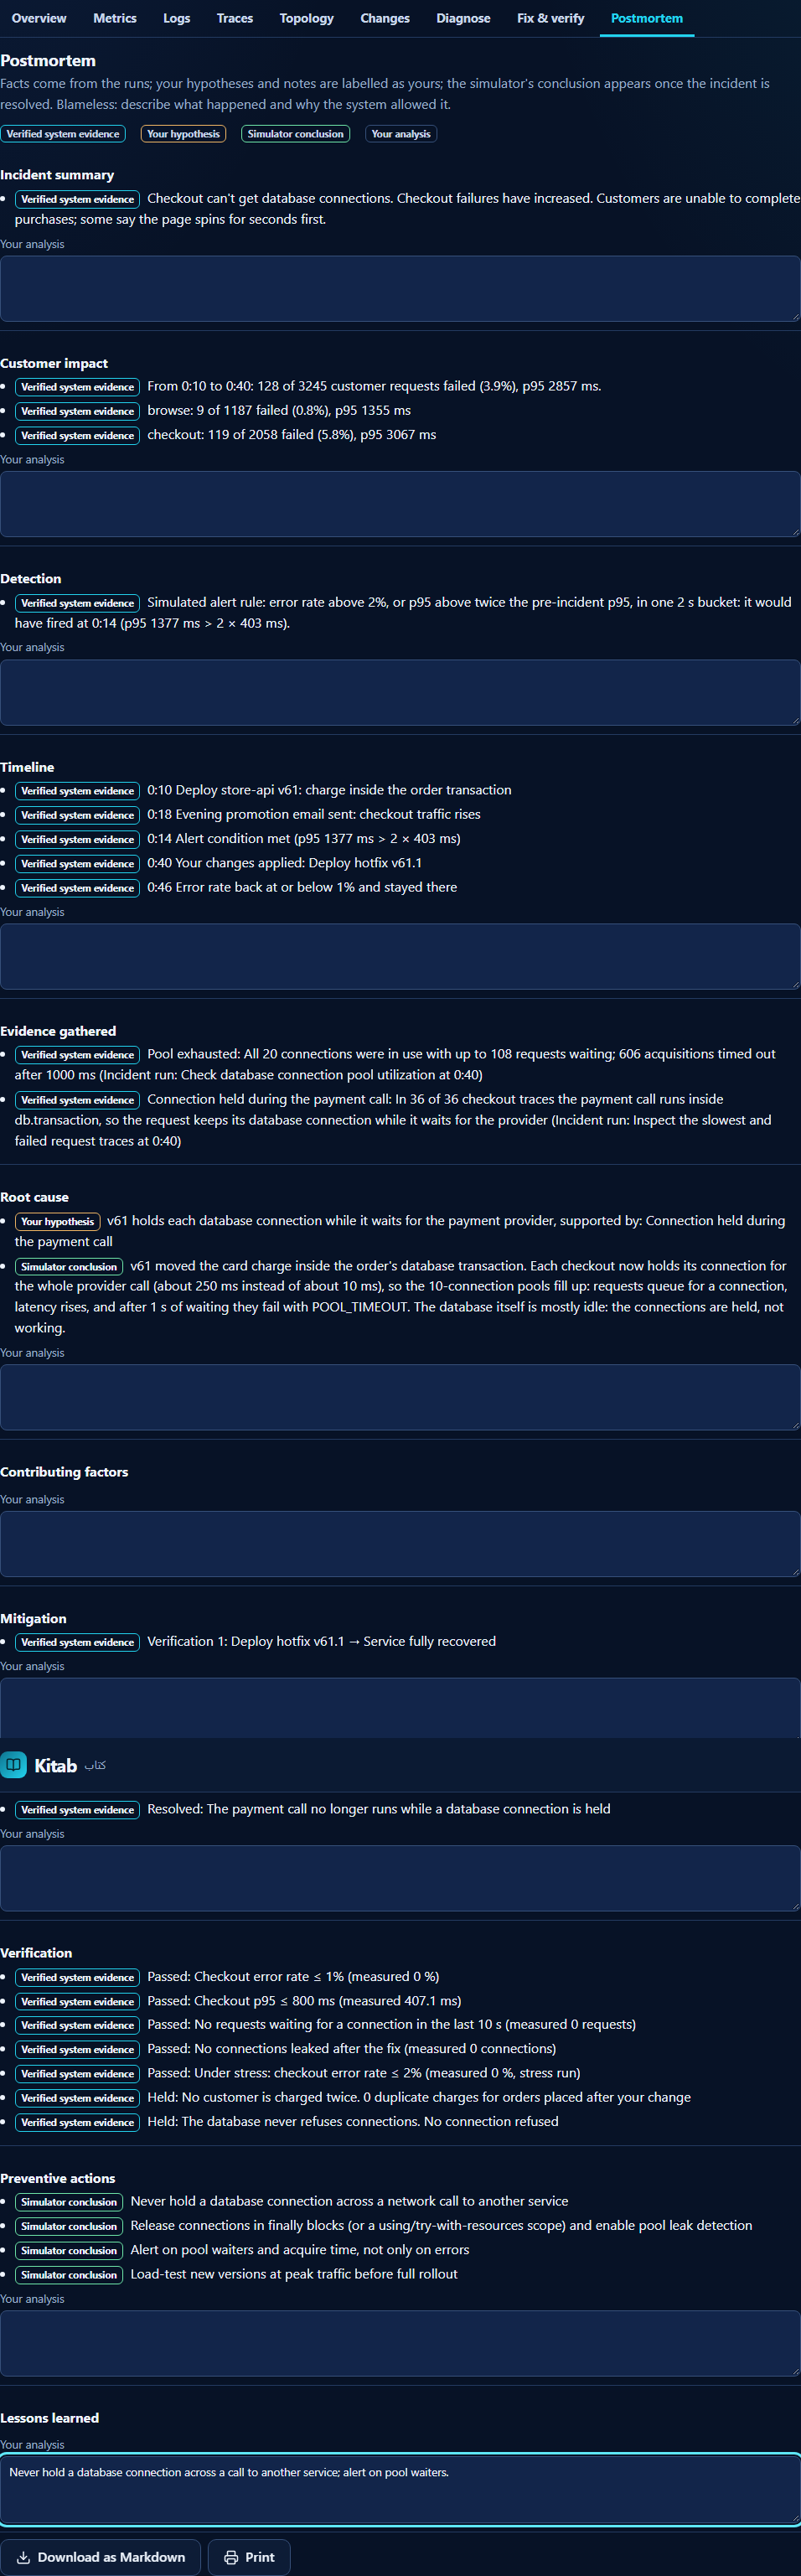 Overview Metrics Logs Traces Topology Changes Diagnose Fix & verify Postmortem
Postmortem
Facts come from the runs; your hypotheses and notes are labelled as yours; the simulator's conclusion appears once the incident is
resolved. Blameless: describe what happened and why the system allowed it.
Verified system evidence Your hypothesis Simulator conclusion Your analysis
Incident summary
Verified system evidence Checkout can't get database connections. Checkout failures have increased. Customers are unable to complete
purchases; some say the page spins for seconds first.
Your analysis
Customer impact
Verified system evidence From 0:10 to 0:40: 128 of 3245 customer requests failed (3.9%), p95 2857 ms.
Verified system evidence browse: 9 of 1187 failed (0.8%), p95 1355 ms
Verified system evidence checkout: 119 of 2058 failed (5.8%), p95 3067 ms
Your analysis
Detection
Verified system evidence Simulated alert rule: error rate above 2%, or p95 above twice the pre-incident p95, in one 2 s bucket: it would
have fired at 0:14 (p95 1377 ms > 2 × 403 ms).
Your analysis
Timeline
Verified system evidence 0:10 Deploy store-api v61: charge inside the order transaction
Verified system evidence 0:18 Evening promotion email sent: checkout traffic rises
Verified system evidence 0:14 Alert condition met (p95 1377 ms > 2 × 403 ms)
Verified system evidence 0:40 Your changes applied: Deploy hotfix v61.1
Verified system evidence 0:46 Error rate back at or below 1% and stayed there
Your analysis
Evidence gathered
Verified system evidence Pool exhausted: All 20 connections were in use with up to 108 requests waiting; 606 acquisitions timed out
after 1000 ms (Incident run: Check database connection pool utilization at 0:40)
Verified system evidence Connection held during the payment call: In 36 of 36 checkout traces the payment call runs inside
db.transaction, so the request keeps its database connection while it waits for the provider (Incident run: Inspect the slowest and
failed request traces at 0:40)
Root cause
Your hypothesis v61 holds each database connection while it waits for the payment provider, supported by: Connection held during
the payment call
Simulator conclusion v61 moved the card charge inside the order's database transaction. Each checkout now holds its connection for
the whole provider call (about 250 ms instead of about 10 ms), so the 10-connection pools fill up: requests queue for a connection,
latency rises, and after 1 s of waiting they fail with POOL_TIMEOUT. The database itself is mostly idle: the connections are held, not
working.
Your analysis
Contributing factors
Your analysis
Mitigation
Verified system evidence Verification 1: Deploy hotfix v61.1 → Service fully recovered
Your analysis
Kitab كتاب
Verified system evidence Resolved: The payment call no longer runs while a database connection is held
Your analysis
Verification
Verified system evidence Passed: Checkout error rate ≤ 1% (measured 0 %)
Verified system evidence Passed: Checkout p95 ≤ 800 ms (measured 407.1 ms)
Verified system evidence Passed: No requests waiting for a connection in the last 10 s (measured 0 requests)
Verified system evidence Passed: No connections leaked after the fix (measured 0 connections)
Verified system evidence Passed: Under stress: checkout error rate ≤ 2% (measured 0 %, stress run)
Verified system evidence Held: No customer is charged twice. 0 duplicate charges for orders placed after your change
Verified system evidence Held: The database never refuses connections. No connection refused
Preventive actions
Simulator conclusion Never hold a database connection across a network call to another service
Simulator conclusion Release connections in finally blocks (or a using/try-with-resources scope) and enable pool leak detection
Simulator conclusion Alert on pool waiters and acquire time, not only on errors
Simulator conclusion Load-test new versions at peak traffic before full rollout
Your analysis
Lessons learned
Your analysis
Never hold a database connection across a call to another service; alert on pool waiters.
Download as Markdown Print